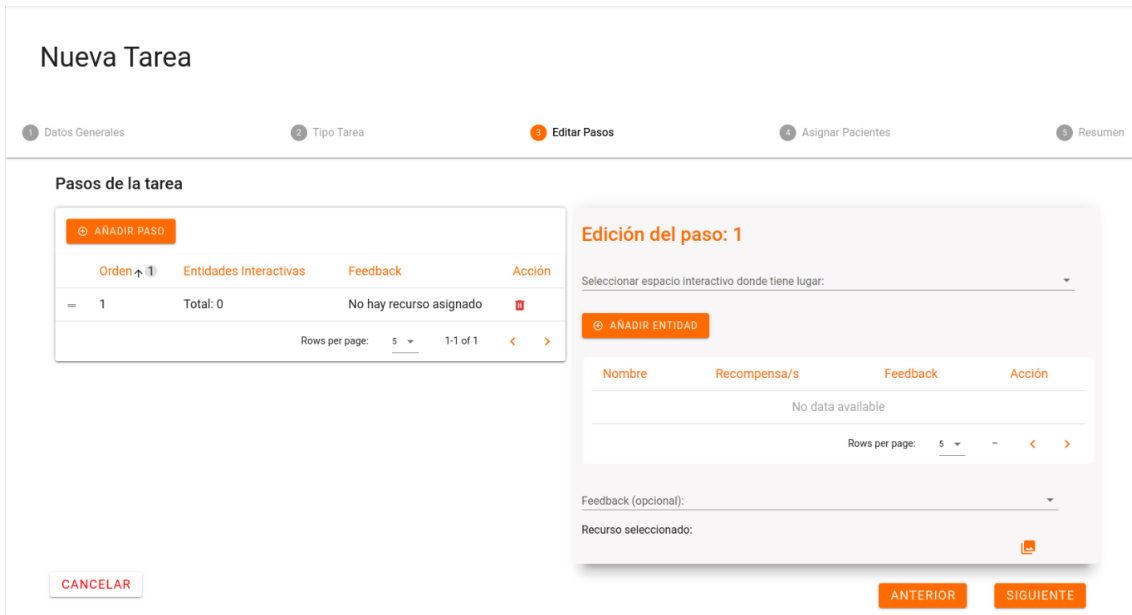 Nueva Tarea
1 Datos Generales
2 Tipo Tarea
3 Editar Pasos
4 Asignar Pacientes
5 Resumen
Pasos de la tarea
AÑADIR PASO
Orden 1 Entidades Interactivas Feedback Acción
1 Total: 0 No hay recurso asignado
Rows per page: 5 1-1 of 1
Edición del paso: 1
Seleccionar espacio interactivo donde tiene lugar:
AÑADIR ENTIDAD
Nombre Recompensa/s Feedback Acción
No data available
Rows per page: 5 –
Feedback (opcional):
Recurso seleccionado:
CANCELAR
ANTERIOR
SIGUIENTE